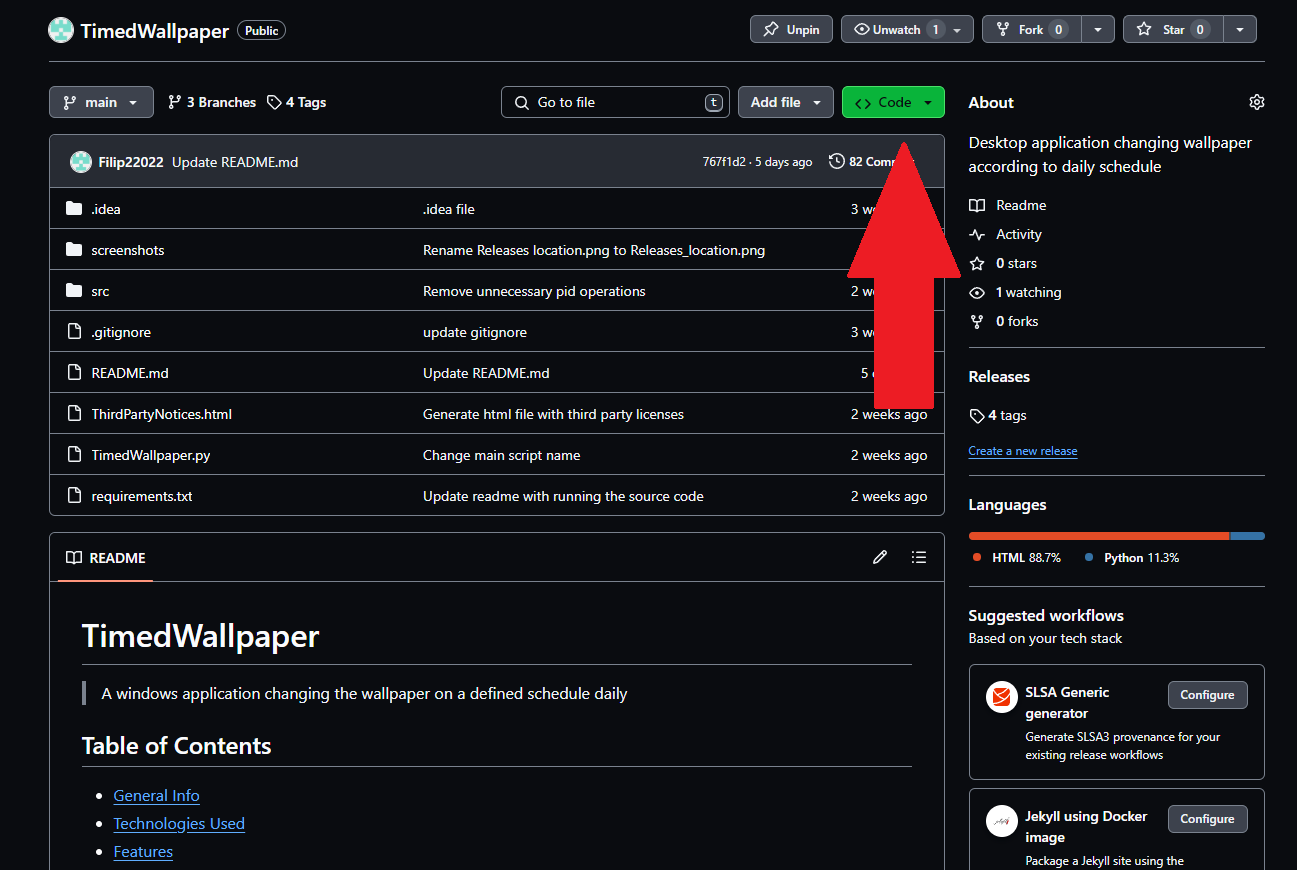 TimedWallpaper Public
Unpin Unwatch 1 Fork 0 Star 0
main 3 Branches 4 Tags Go to file t Add file Code
Filip22022 Update README.md 767f1d2 · 5 days ago 82
.idea .idea file 3
screenshots Rename Releases location.png to Releases_location.png
src Remove unnecessary pid operations 2
.gitignore update gitignore 3
README.md Update README.md 5
ThirdPartyNotices.html Generate html file with third party licenses 2 weeks ago
TimedWallpaper.py Change main script name 2 weeks ago
requirements.txt Update readme with running the source code 2 weeks ago
README
TimedWallpaper
A windows application changing the wallpaper on a defined schedule daily
Table of Contents
General Info
Technologies Used
Features
About
Desktop application changing wallpaper
according to daily schedule
Readme
Activity
0 stars
1 watching
0 forks
Releases
4 tags
Create a new release
Languages
HTML 88.7% Python 11.3%
Suggested workflows
Based on your tech stack
SLSA Generic
generator
Configure
Generate SLSA3 provenance for your
existing release workflows
Jekyll using Docker
image
Configure
Package a Jekyll site using the